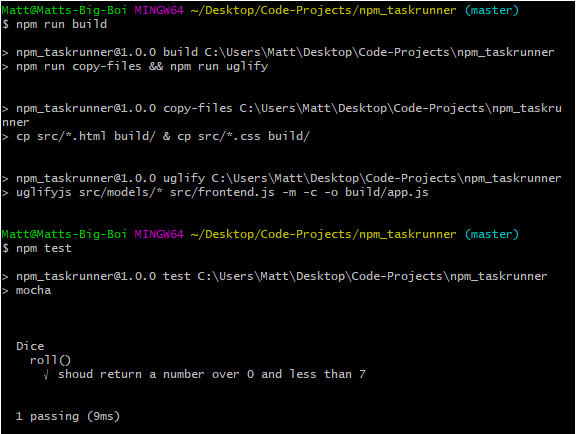 Matt@Matts-Big-Boi MINGW64 ~/Desktop/Code-Projects/npm_taskrunner (master)
$ npm run build
> npm_taskrunner@1.0.0 build C:\Users\Matt\Desktop\Code-Projects\npm_taskrunner
> npm run copy-files && npm run uglify
> npm_taskrunner@1.0.0 copy-files C:\Users\Matt\Desktop\Code-Projects\npm_taskru
nner
> cp src/*.html build/ & cp src/*.css build/
> npm_taskrunner@1.0.0 uglify C:\Users\Matt\Desktop\Code-Projects\npm_taskrunner
> uglifyjs src/models/* src/frontend.js -m -c -o build/app.js
Matt@Matts-Big-Boi MINGW64 ~/Desktop/Code-Projects/npm_taskrunner (master)
$ npm test
> npm_taskrunner@1.0.0 test C:\Users\Matt\Desktop\Code-Projects\npm_taskrunner
> mocha
Dice
roll()
√ shoud return a number over 0 and less than 7
1 passing (9ms)